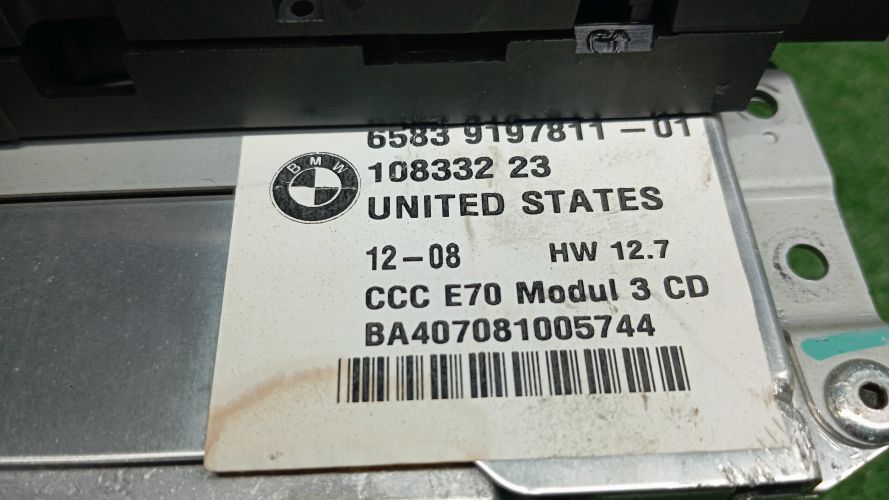 6583 9197811-01
BMW
108332 23
UNITED STATES
12-08 HW 12.7
CCC E70 Modul 3 CD
BA407081005744